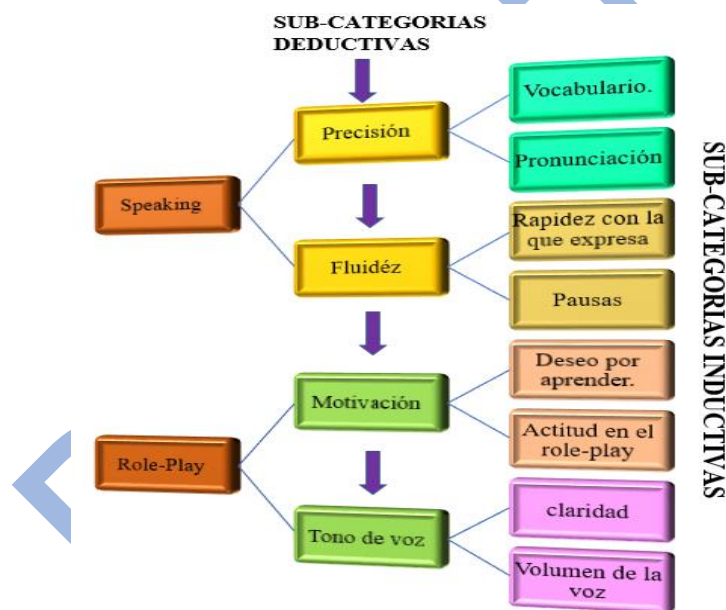 SUB-CATEGORIAS
DEDUCTIVAS
Speaking
Precisión
Vocabulario.
Pronunciación
Fluidéz
Rapidez con la
que expresa
Pausas
Role-Play
Motivación
Deseo por
aprender.
Actitud en el
role-play
Tono de voz
claridad
Volumen de la
voz
SUB-CATEGORIAS INDUCTIVAS